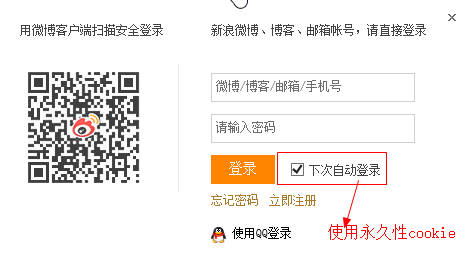 用微博客户端扫描安全登录
新浪微博、博客、邮箱帐号，请直接登录
微博/博客/邮箱/手机号
请输入密码
登录
下次自动登录
忘记密码 立即注册
使用QQ登录
使用永久性cookie